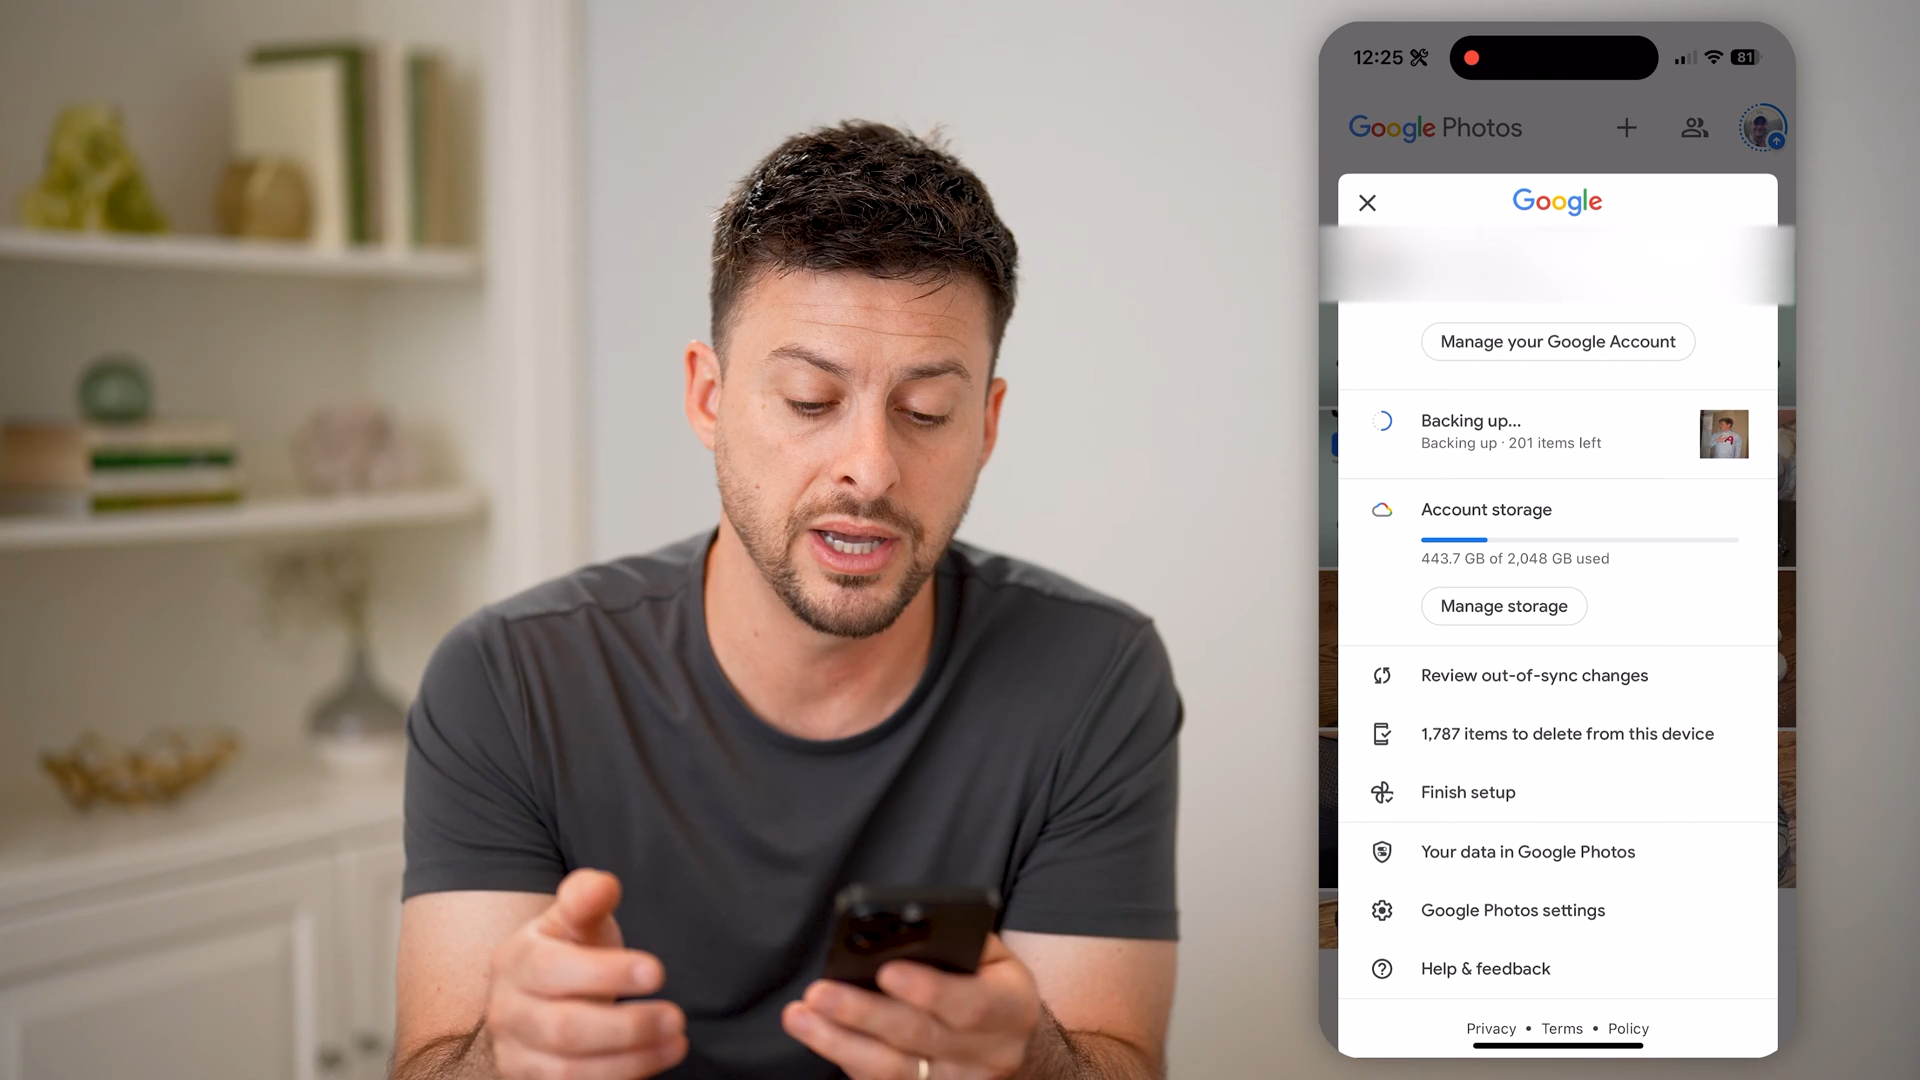 12:25
81
Google Photos
Google
Manage your Google Account
Backing up...
Backing up · 201 items left
Account storage
443.7 GB of 2,048 GB used
Manage storage
Review out-of-sync changes
1,787 items to delete from this device
Finish setup
Your data in Google Photos
Google Photos settings
Help & feedback
Privacy • Terms • Policy